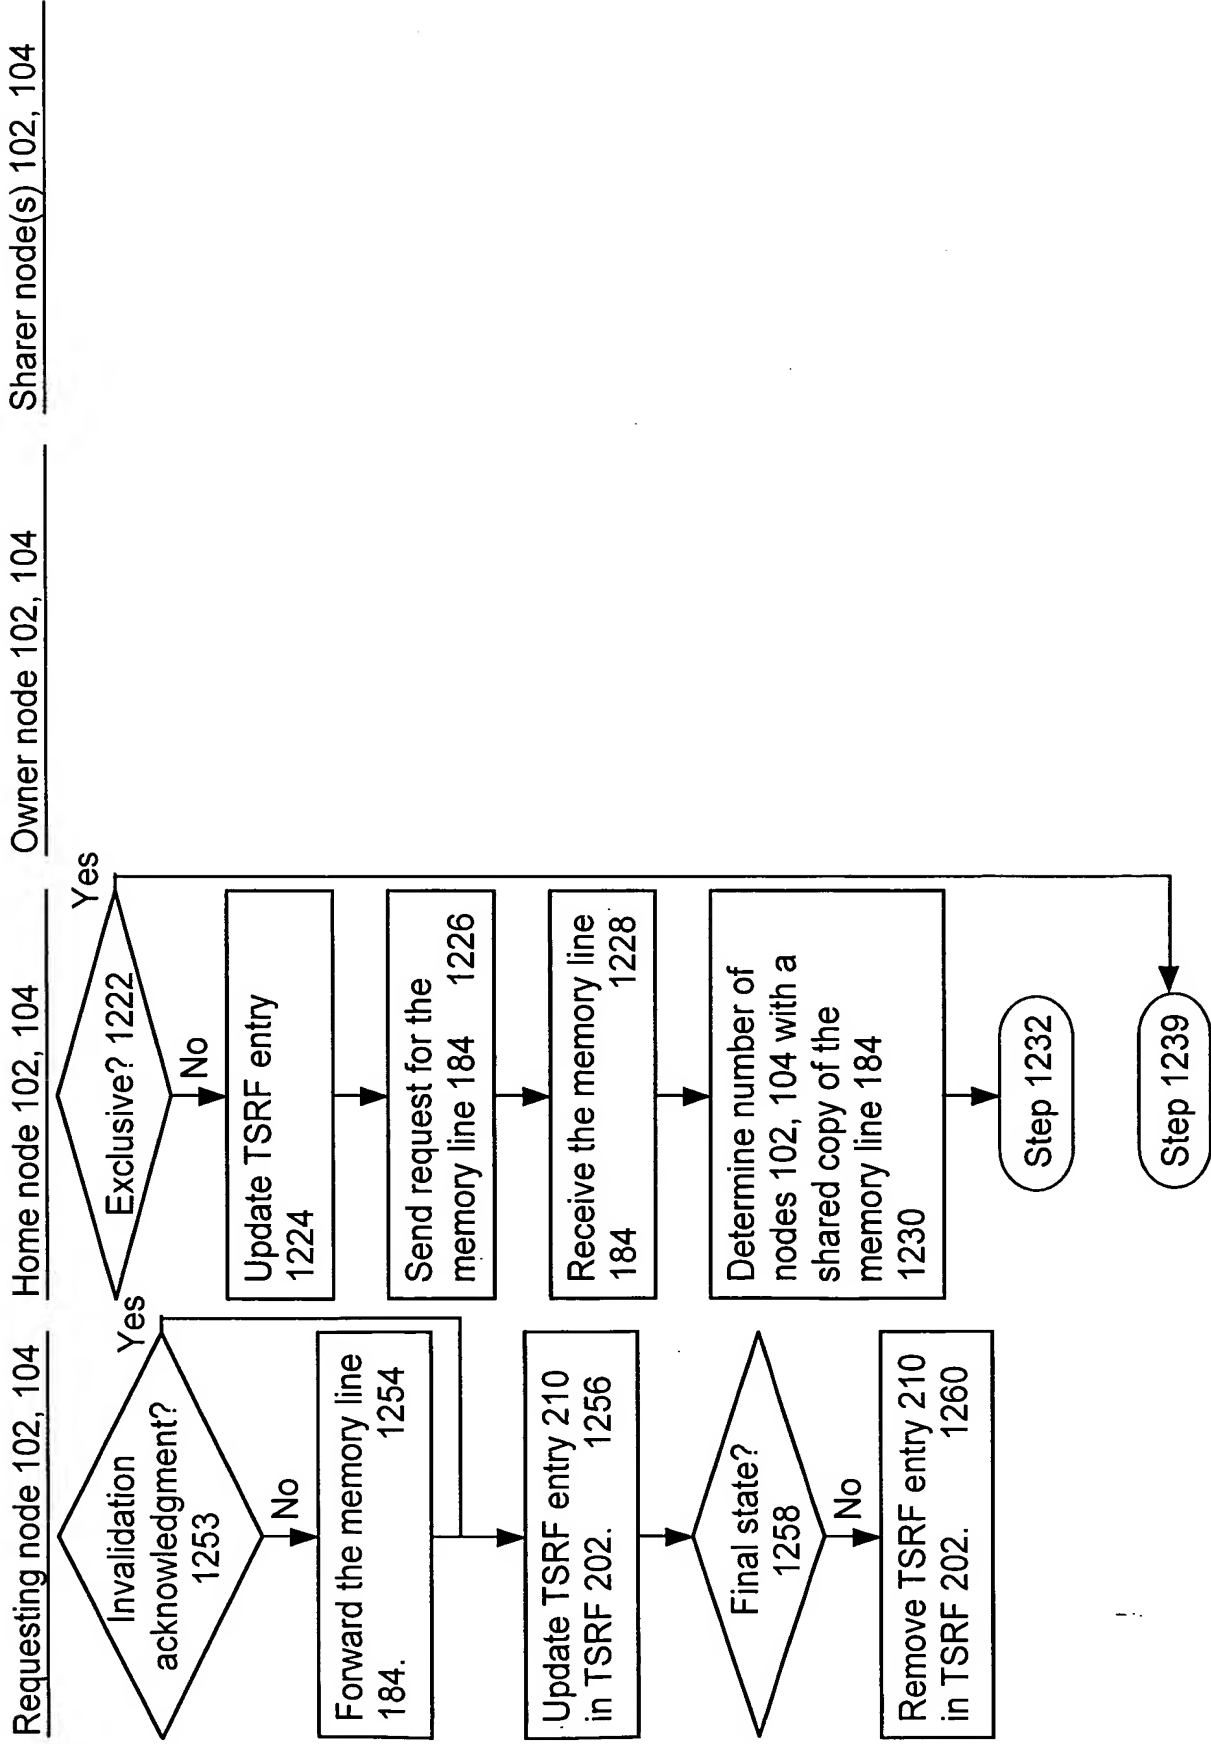 Requesting node 102, 104
Home node 102, 104
Owner node 102, 104
Sharer node(s) 102, 104
Invalidation
acknowledgment?
1253
Yes
No
Forward the memory line
184. 1254
Update TSRF entry 210
in TSRF 202. 1256
Final state?
1258
No
Remove TSRF entry 210
in TSRF 202. 1260
Exclusive? 1222
Yes
No
Update TSRF entry
1224
Send request for the
memory line 184 1226
Receive the memory line
184 1228
Determine number of
nodes 102, 104 with a
shared copy of the
memory line 184
1230
Step 1232
Step 1239